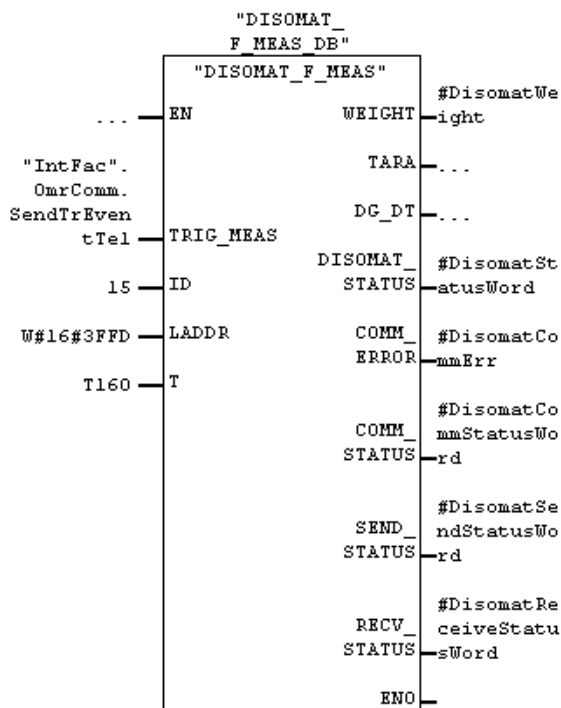 "DISOMAT_
F_MEAS_DB"
"DISOMAT_F_MEAS"
... EN
WEIGHT #DisomatWe
ight
TARA ...
DG_DT ...
"IntFac".
OmrComm.
SendTrEven
tTel TRIG_MEAS
DISOMAT_
STATUS #DisomatSt
atusWord
15 ID
W#16#3FFD LADDR
COMM_
ERROR #DisomatCo
mmErr
T160 T
COMM_
STATUS #DisomatCo
mmStatusWo
rd
SEND_
STATUS #DisomatSe
ndStatusWo
rd
RECV_
STATUS #DisomatRe
ceiveStatu
sWord
ENO